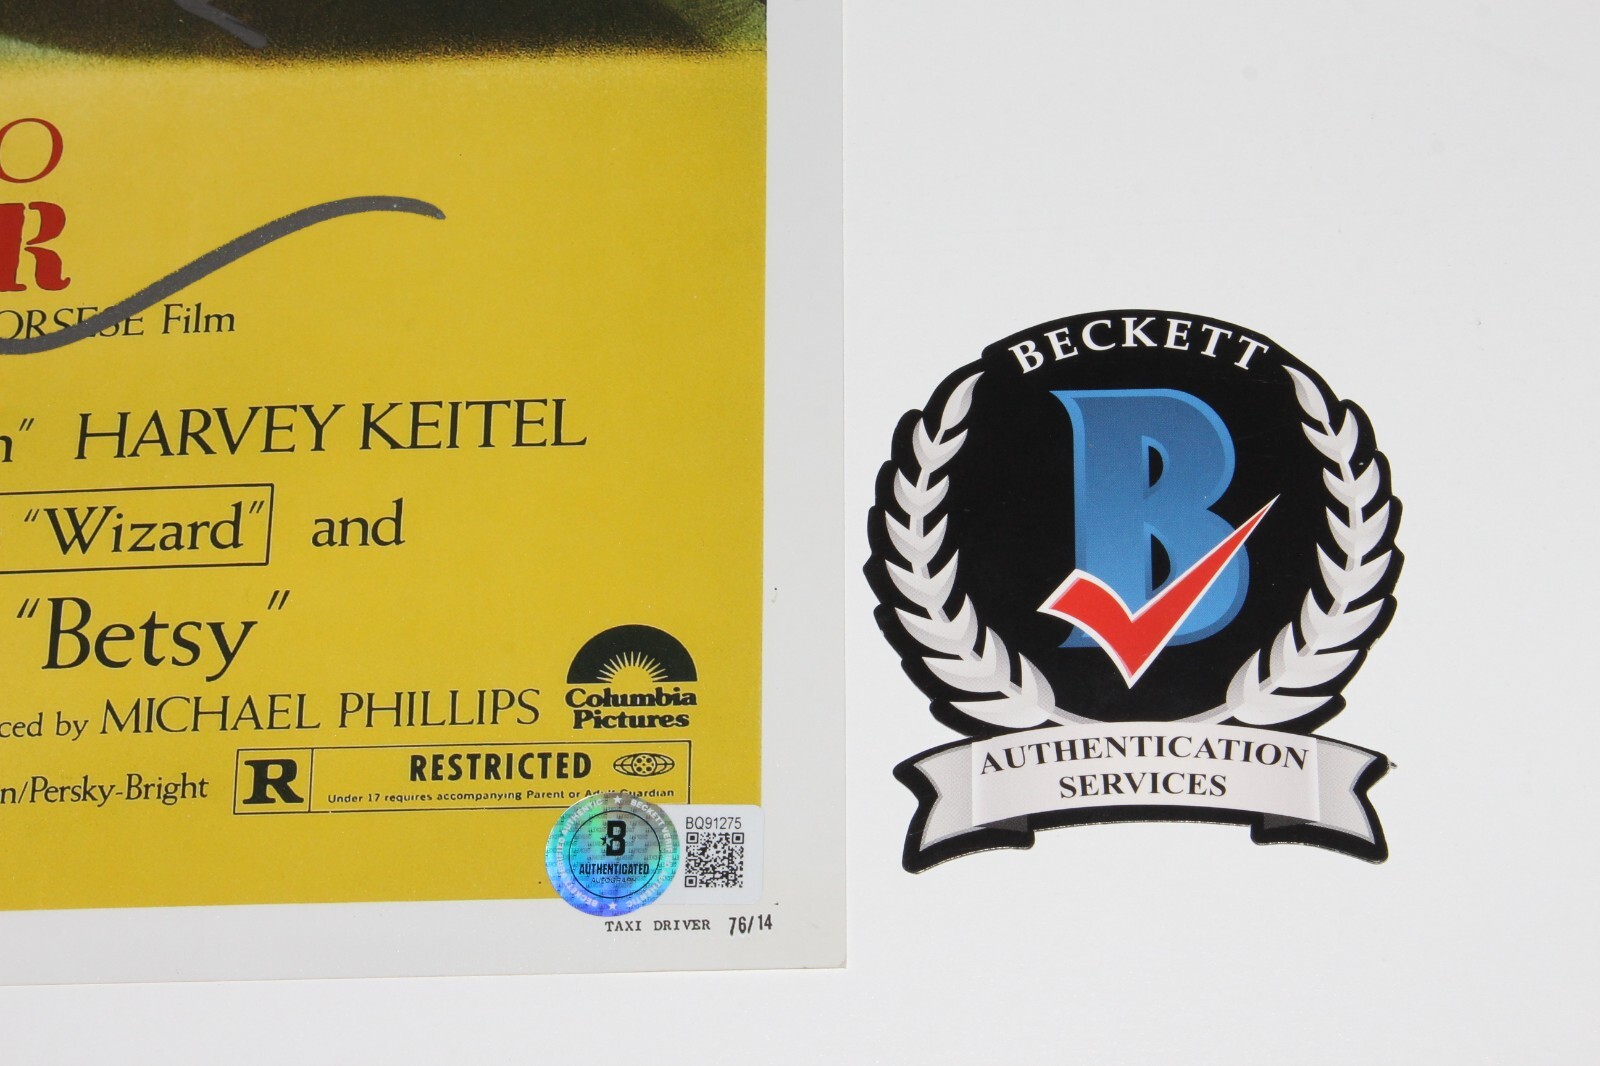 O
R
ORSESE Film
n" HARVEY KEITEL
"Wizard" and
"Betsy"
ced by MICHAEL PHILLIPS
Columbia
Pictures
n/Persky-Bright
R
RESTRICTED
Under 17 requires accompanying Parent or Adult Guardian
B
AUTHENTICATED
AUTOGRAPH
BQ91275
TAXI DRIVER 76/14
BECKETT
B
AUTHENTICATION
SERVICES